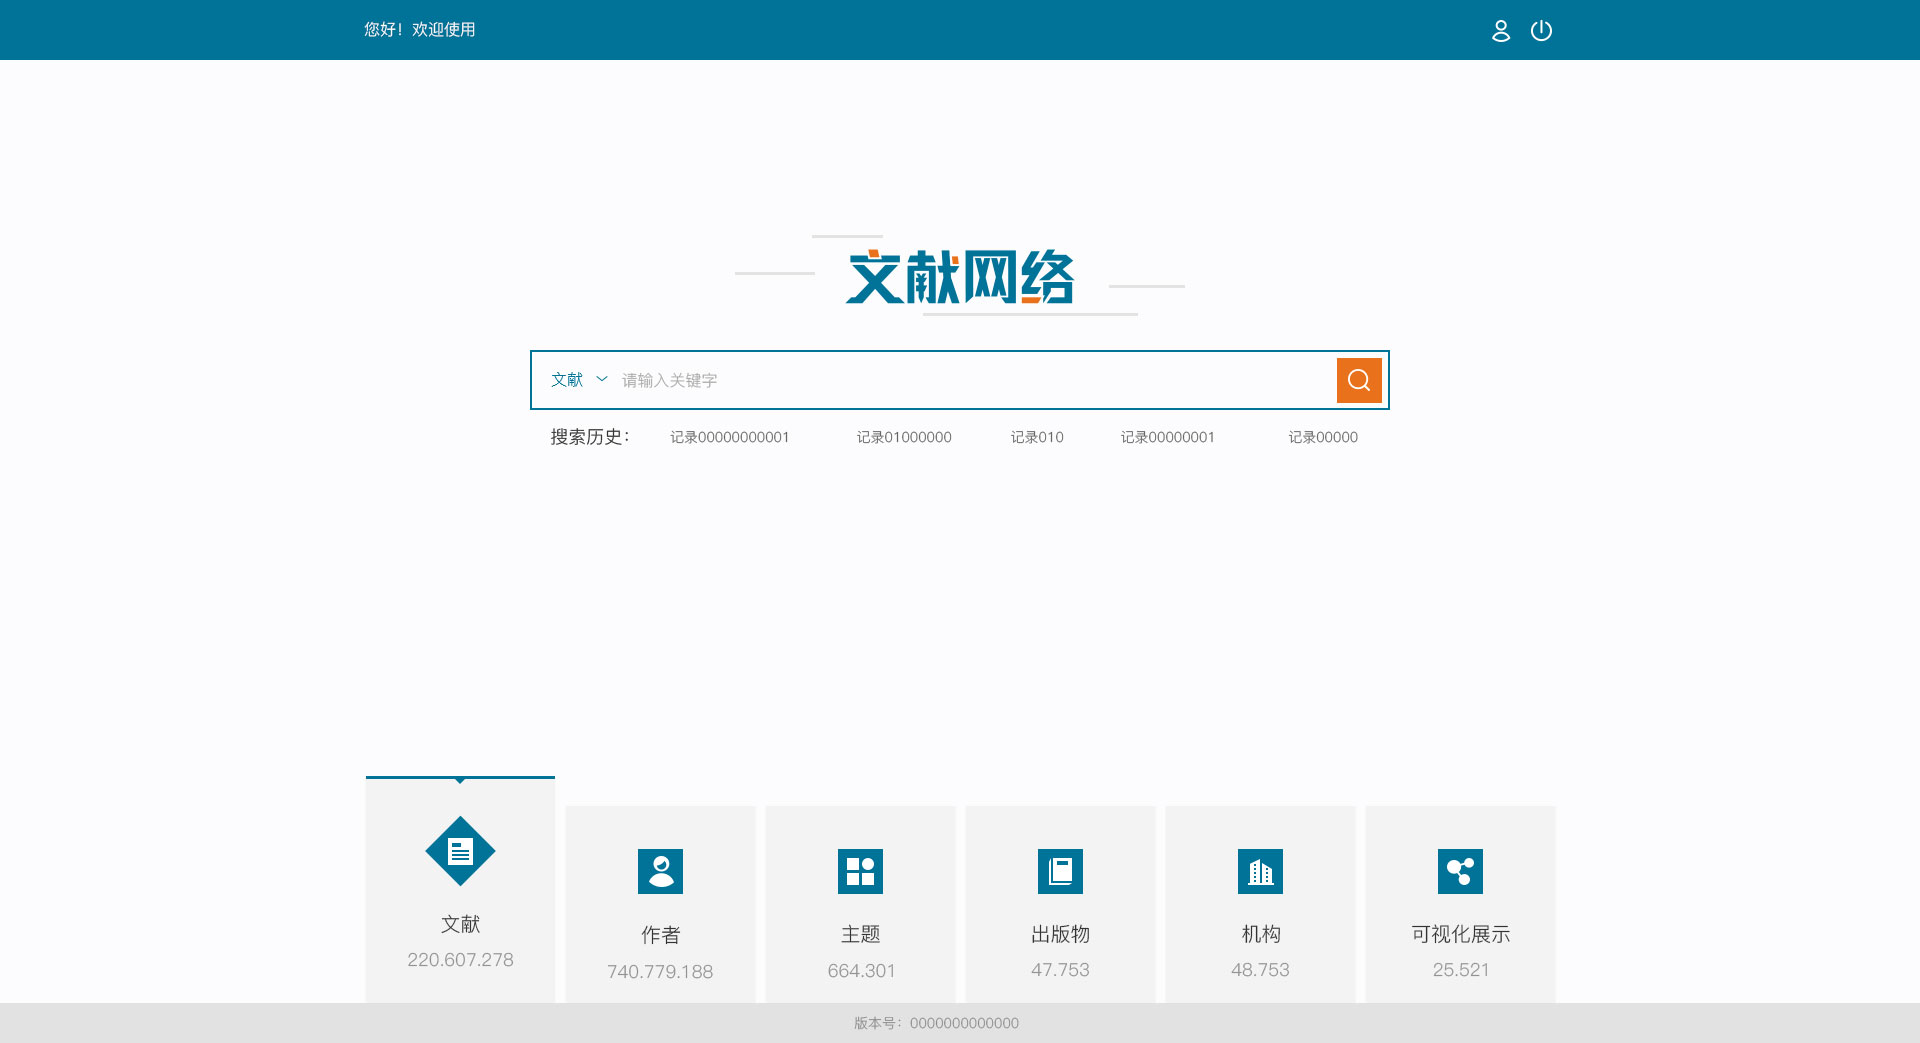 您好！欢迎使用
文献网络
文献 请输入关键字
搜索历史： 记录00000000001 记录01000000 记录010 记录00000001 记录00000
文献
220.607.278
作者
740.779.188
主题
664.301
出版物
47.753
机构
48.753
可视化展示
25.521
版本号：0000000000000